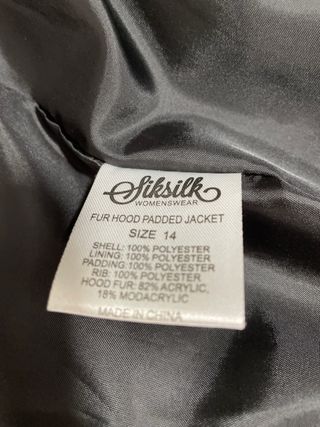 Siksilk
WOMENSWEAR
FUR HOOD PADDED JACKET
SIZE 14
SHELL: 100% POLYESTER
LINING: 100% POLYESTER
PADDING:100% POLYESTER
RIB: 100% POLYESTER
HOOD FUR: 82% ACRYLIC,
18% MODACRYLIC
MADE IN CHINA